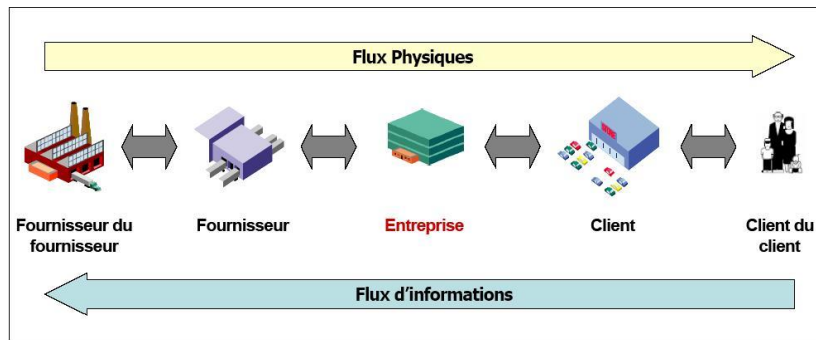 Flux Physiques
Fournisseur du
fournisseur
Fournisseur
Entreprise
Client
Client du
client
Flux d'informations